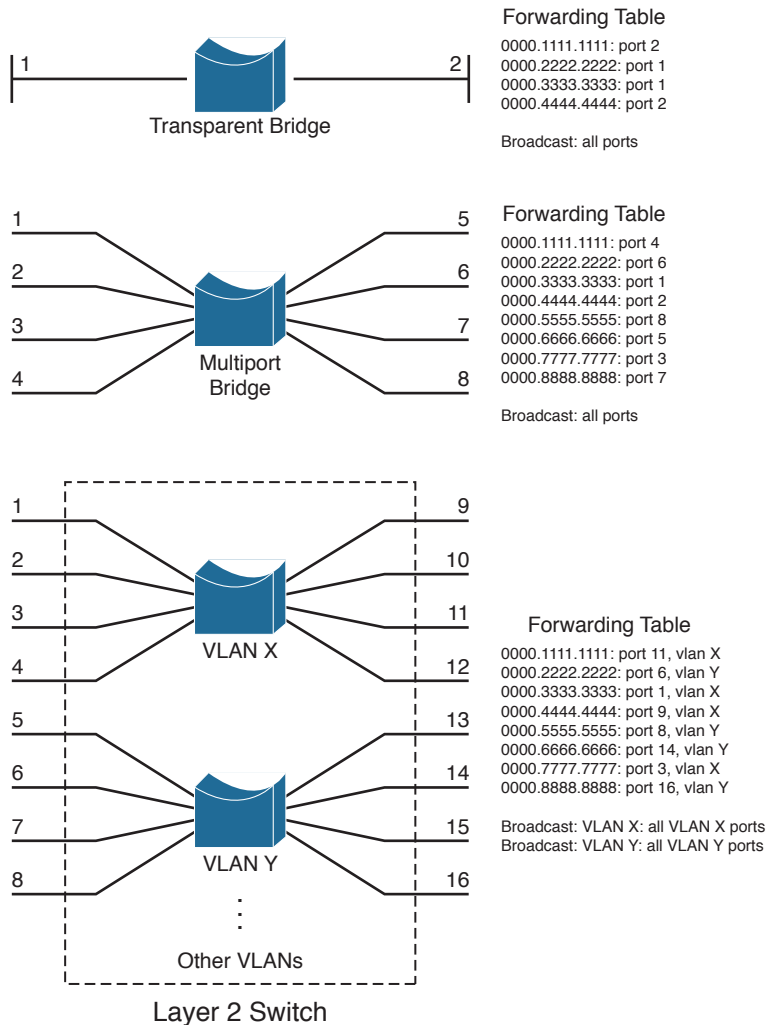 Forwarding Table
0000.1111.1111: port 2
0000.2222.2222: port 1
0000.3333.3333: port 1
0000.4444.4444: port 2
Broadcast: all ports
1
2
Transparent Bridge
Forwarding Table
0000.1111.1111: port 4
0000.2222.2222: port 6
0000.3333.3333: port 1
0000.4444.4444: port 2
0000.5555.5555: port 8
0000.6666.6666: port 5
0000.7777.7777: port 3
0000.8888.8888: port 7
Broadcast: all ports
1
2
3
4
5
6
7
8
Multiport
Bridge
1
2
3
4
9
10
11
12
VLAN X
5
6
7
8
13
14
15
16
VLAN Y
Other VLANs
Layer 2 Switch
Forwarding Table
0000.1111.1111: port 11, vlan X
0000.2222.2222: port 6, vlan Y
0000.3333.3333: port 1, vlan X
0000.4444.4444: port 9, vlan X
0000.5555.5555: port 8, vlan Y
0000.6666.6666: port 14, vlan Y
0000.7777.7777: port 3, vlan X
0000.8888.8888: port 16, vlan Y
Broadcast: VLAN X: all VLAN X ports
Broadcast: VLAN Y: all VLAN Y ports